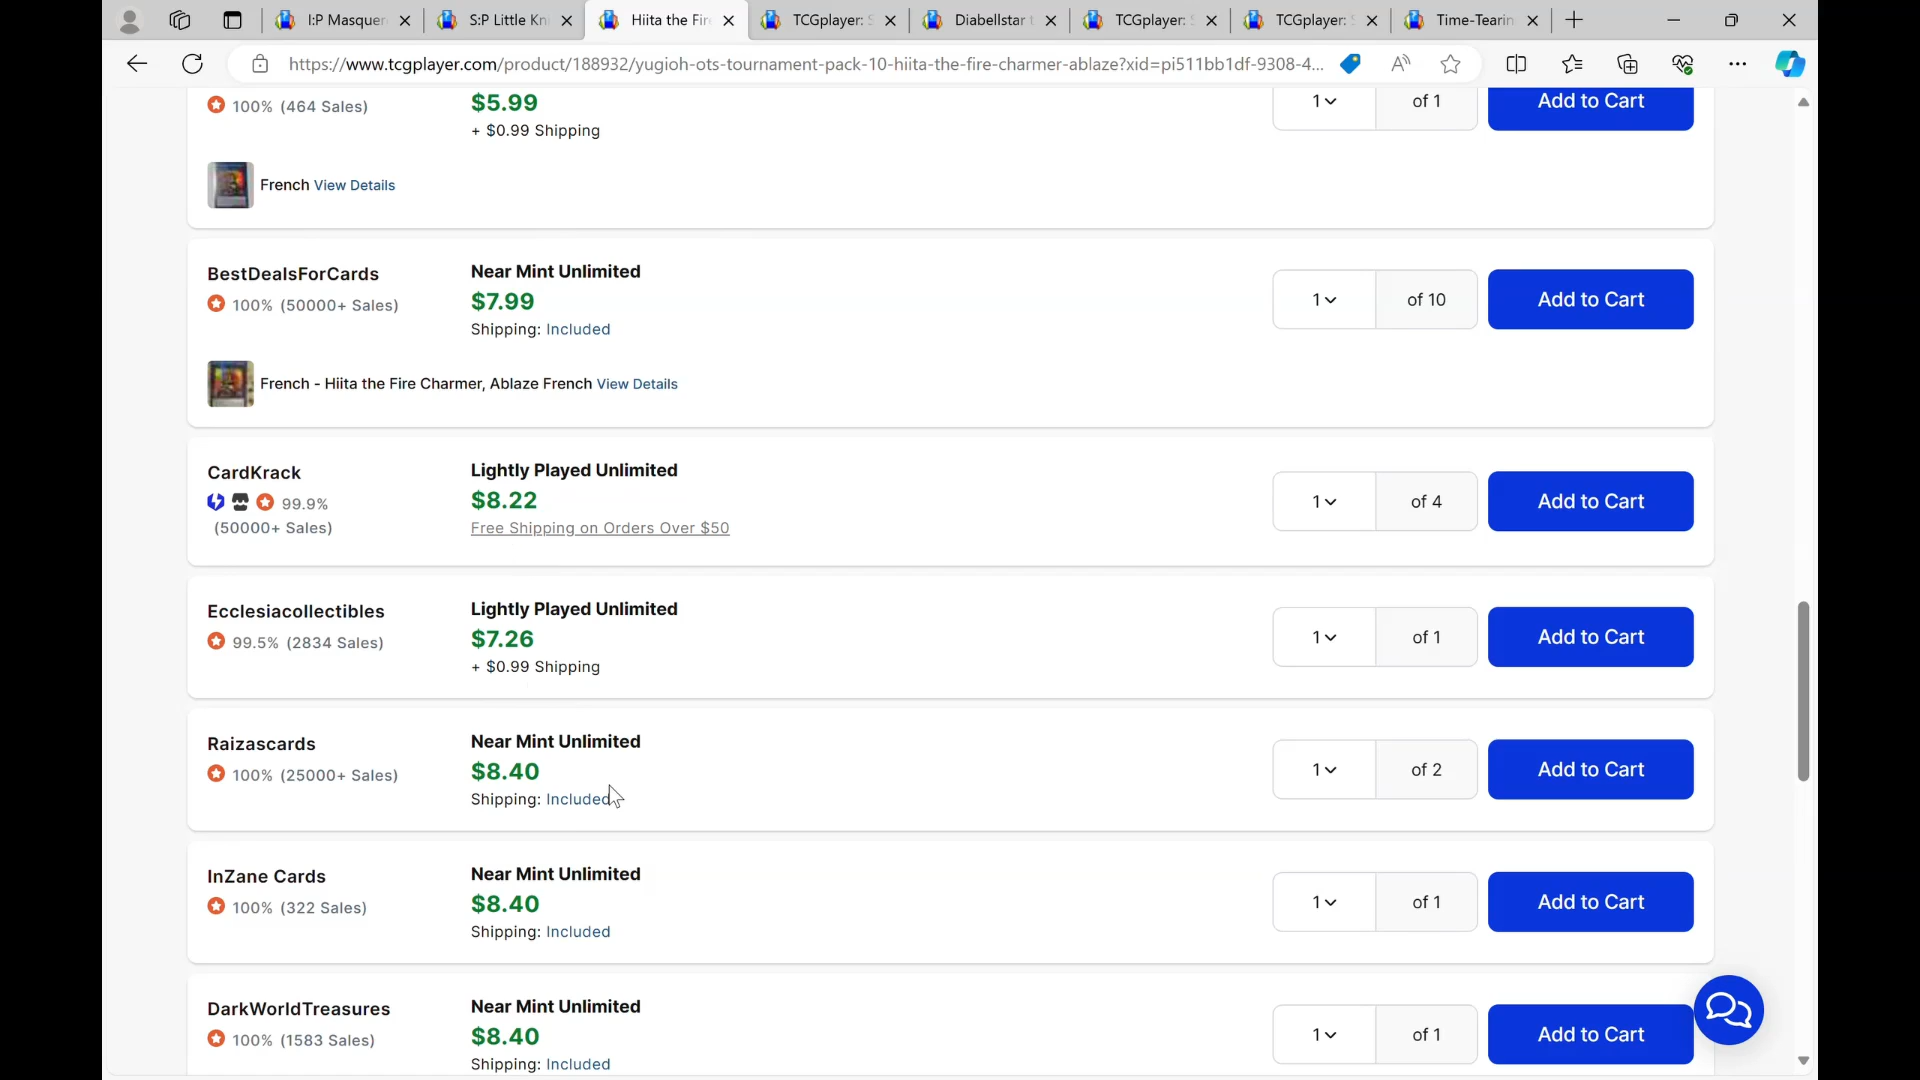 I:P Masquer
S:P Little Kni
Hiita the Fire
TCGplayer: S
Diabellstar t
TCGplayer: S
TCGplayer: S
Time-Tearin
https://www.tcgplayer.com/product/188932/yugioh-ots-tournament-pack-10-hiita-the-fire-charmer-ablaze?xid=pi511bb1df-9308-4...
100% (464 Sales)
$5.99
+ $0.99 Shipping
1
of 1
Add to Cart
French View Details
BestDealsForCards
100% (50000+ Sales)
Near Mint Unlimited
$7.99
Shipping: Included
1
of 10
Add to Cart
French - Hiita the Fire Charmer, Ablaze French View Details
CardKrack
99.9%
(50000+ Sales)
Lightly Played Unlimited
$8.22
Free Shipping on Orders Over $50
1
of 4
Add to Cart
Ecclesiacollectibles
99.5% (2834 Sales)
Lightly Played Unlimited
$7.26
+ $0.99 Shipping
1
of 1
Add to Cart
Raizascards
100% (25000+ Sales)
Near Mint Unlimited
$8.40
Shipping: Included
1
of 2
Add to Cart
InZane Cards
100% (322 Sales)
Near Mint Unlimited
$8.40
Shipping: Included
1
of 1
Add to Cart
DarkWorldTreasures
100% (1583 Sales)
Near Mint Unlimited
$8.40
Shipping: Included
1
of 1
Add to Cart